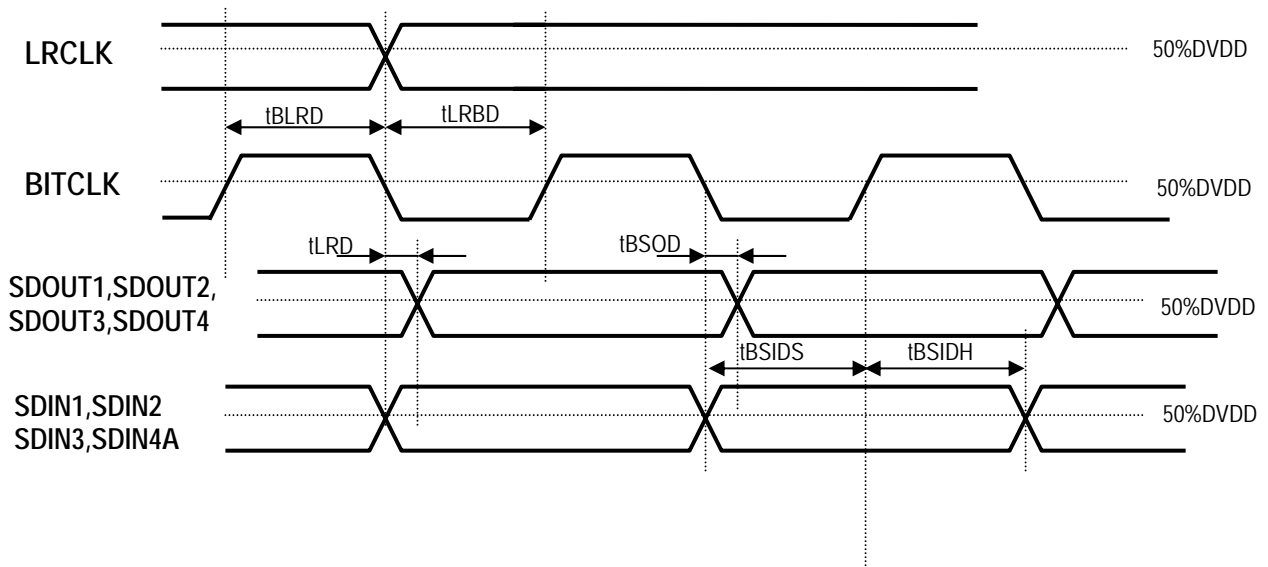 LRCLK
50%DVDD
tBLRD
tLRBD
BITCLK
50%DVDD
tLRD
tBSOD
SDOUT1,SDOUT2,
SDOUT3,SDOUT4
50%DVDD
tBSIDS
tBSIDH
SDIN1,SDIN2
SDIN3,SDIN4A
50%DVDD